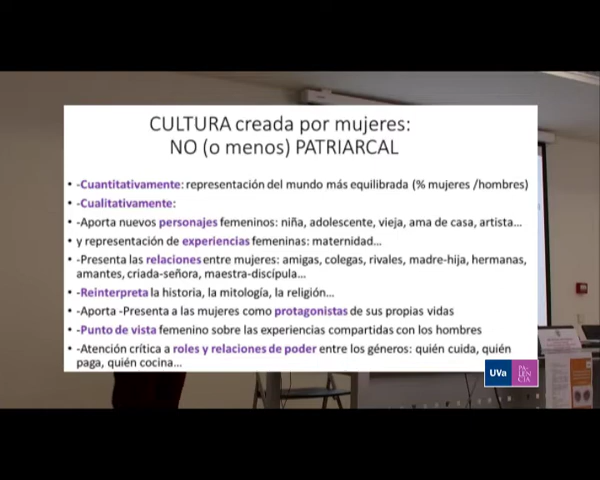 CULTURA creada por mujeres:
NO (o menos) PATRIARCAL
• -Cuantitativamente: representación del mundo más equilibrada (% mujeres /hombres)
• -Cualitativamente:
• -Aporta nuevos personajes femeninos: niña, adolescente, vieja, ama de casa, artista...
• y representación de experiencias femeninas: maternidad...
• -Presenta las relaciones entre mujeres: amigas, colegas, rivales, madre-hija, hermanas,
amantes, criada-señora, maestra-discípula...
• -Reinterpreta la historia, la mitología, la religión...
• -Aporta -Presenta a las mujeres como protagonistas de sus propias vidas
• -Punto de vista femenino sobre las experiencias compartidas con los hombres
• -Atención crítica a roles y relaciones de poder entre los géneros: quién cuida, quién
paga, quién cocina...
UVa
PA-
LEN
CIA